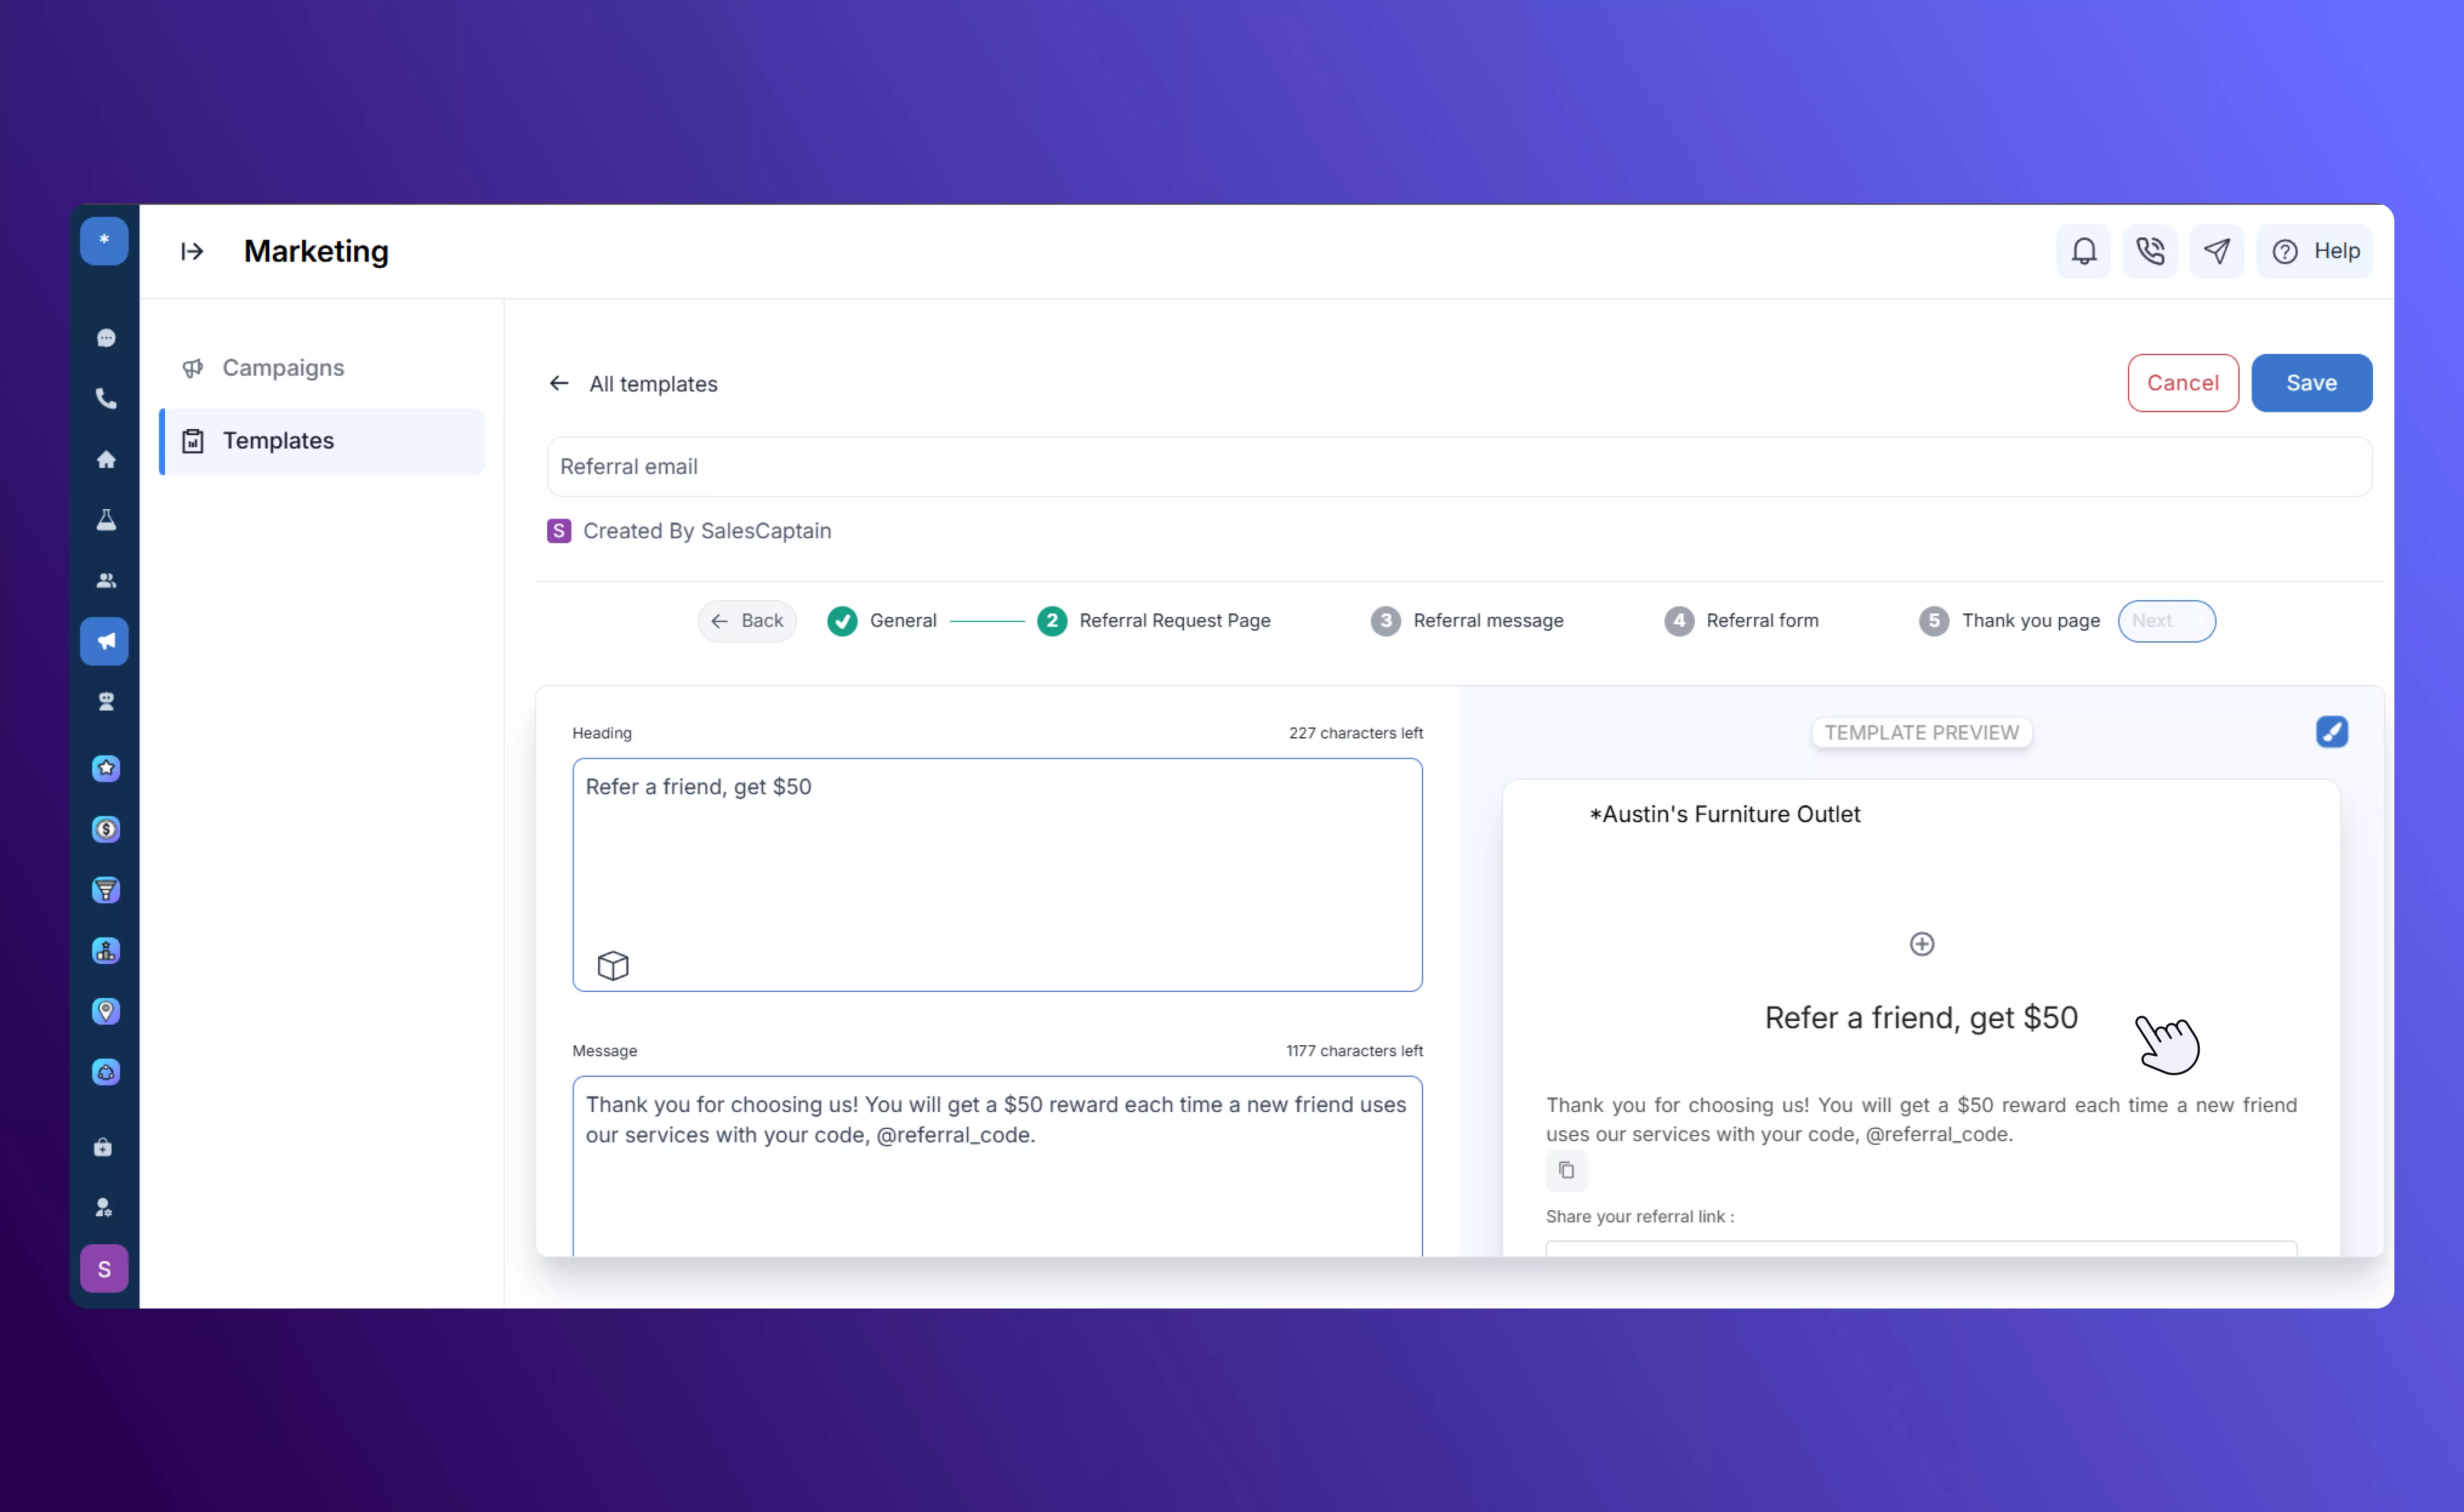 *
Marketing
Help
Campaigns
Templates
All templates
Cancel
Save
Referral email
S Created By SalesCaptain
Back
General
2 Referral Request Page
3 Referral message
4 Referral form
5 Thank you page
Next
Heading
227 characters left
Refer a friend, get $50
Message
1177 characters left
Thank you for choosing us! You will get a $50 reward each time a new friend uses
our services with your code, @referral_code.
TEMPLATE PREVIEW
*Austin's Furniture Outlet
Refer a friend, get $50
Thank you for choosing us! You will get a $50 reward each time a new friend
uses our services with your code, @referral_code.
Share your referral link :
S